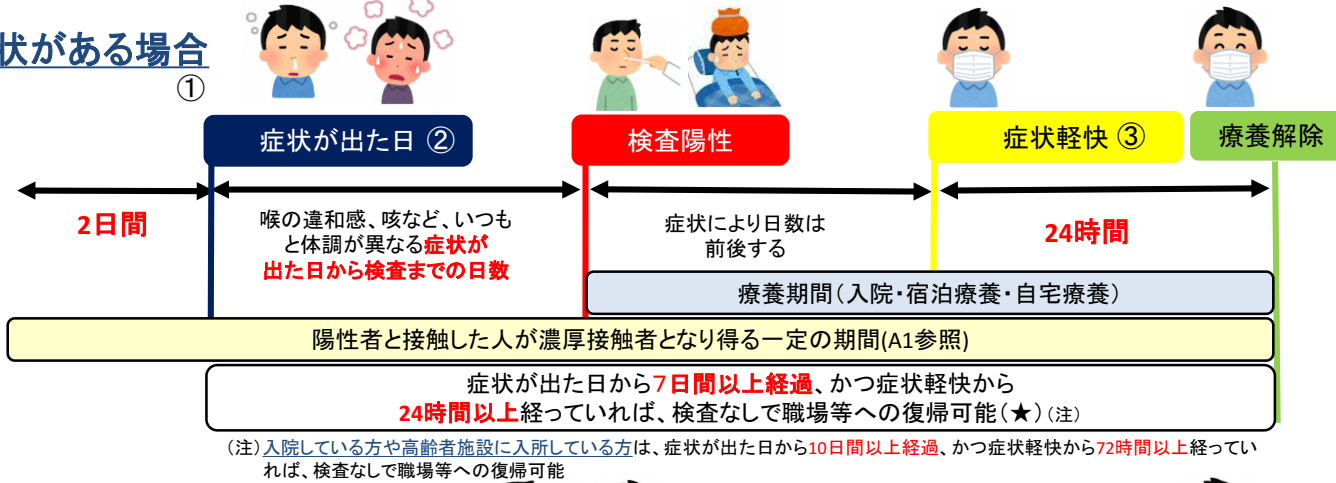 状がある場合
①
症状が出た日 ②
検査陽性
症状軽快 ③
療養解除
2日間
喉の違和感、咳など、いつも
と体調が異なる症状が
出た日から検査までの日数
症状により日数は
前後する
24時間
療養期間（入院・宿泊療養・自宅療養）
陽性者と接触した人が濃厚接触者となり得る一定の期間(A1参照)
症状が出た日から７日間以上経過、かつ症状軽快から
24時間以上経っていれば、検査なしで職場等への復帰可能（★）（注）
（注）入院している方や高齢者施設に入所している方は、症状が出た日から10日間以上経過、かつ症状軽快から72時間以上経ってい
れば、検査なしで職場等への復帰可能